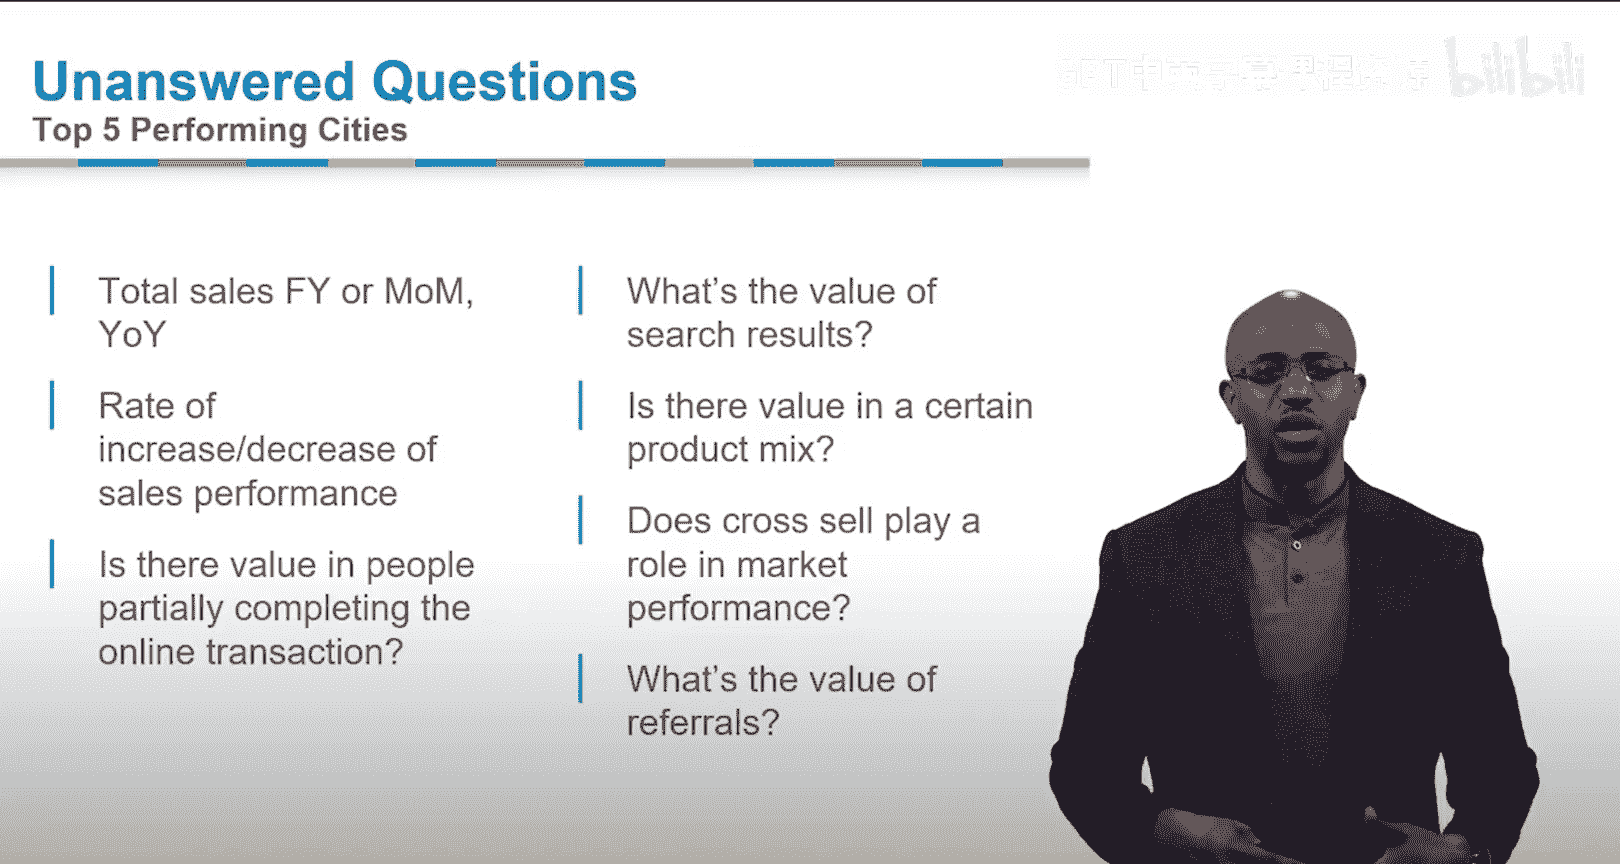 Unanswered Questions
Top 5 Performing Cities
bilibili
Total sales FY or MoM,
YoY
Rate of
increase/decrease of
sales performance
Is there value in people
partially completing the
online transaction?
What’s the value of
search results?
Is there value in a certain
product mix?
Does cross sell play a
role in market
performance?
What’s the value of
referrals?